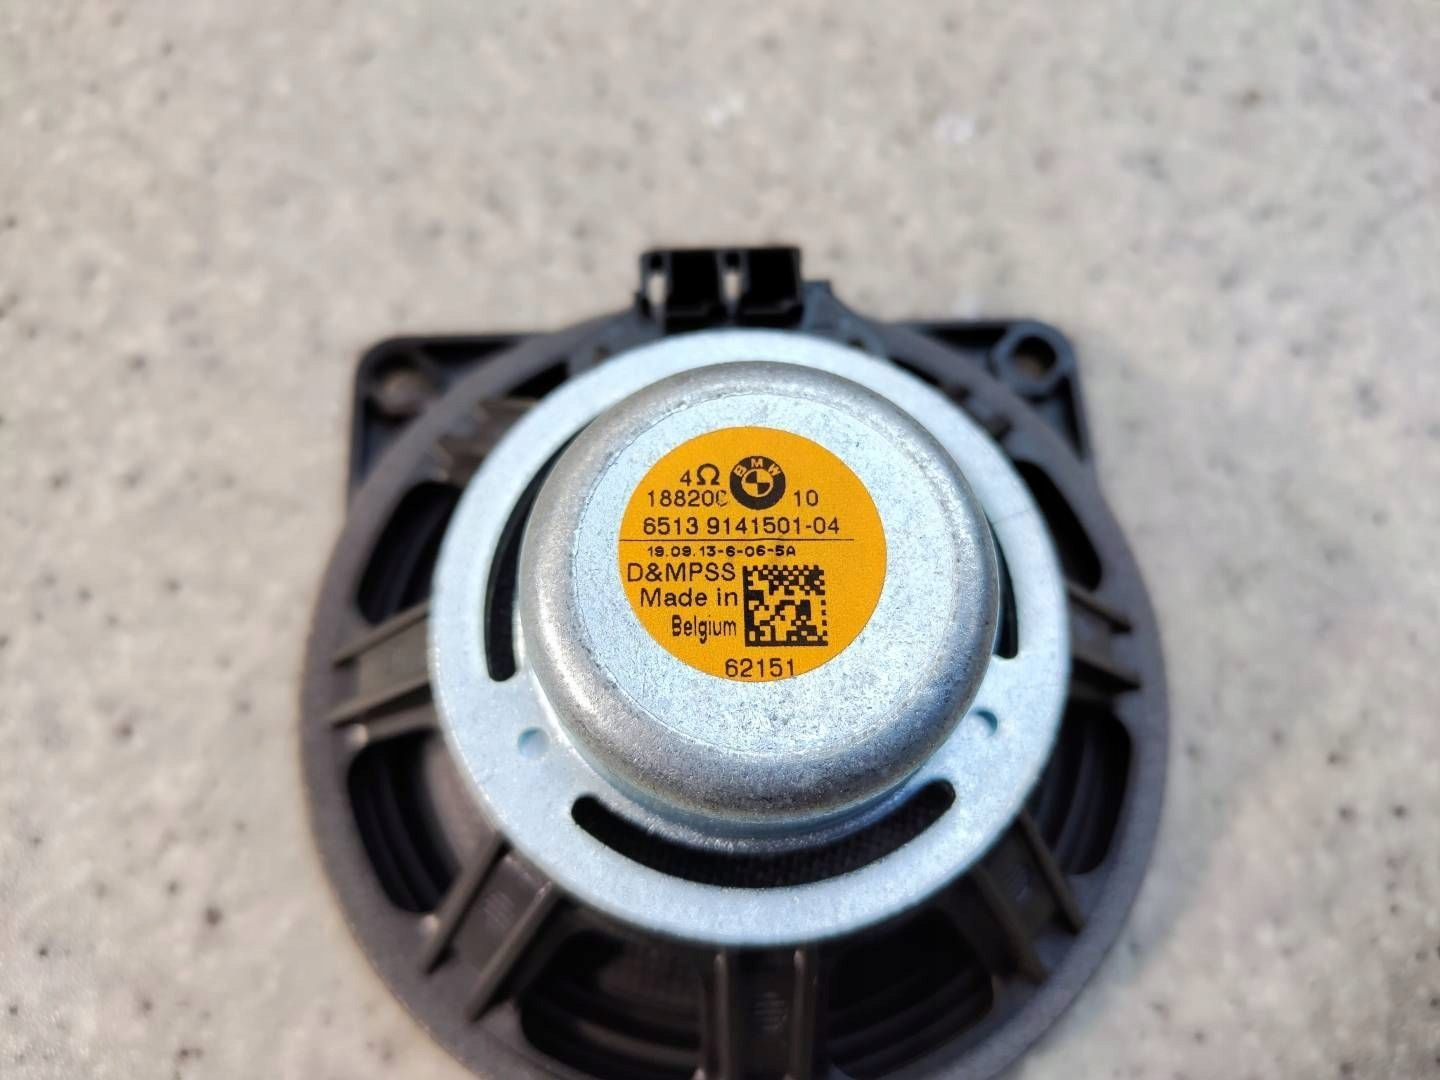 4Ω BMW
18820C 10
6513 9141501-04
19.09.13-6-06-5A
D&MPSS
Made in
Belgium
62151